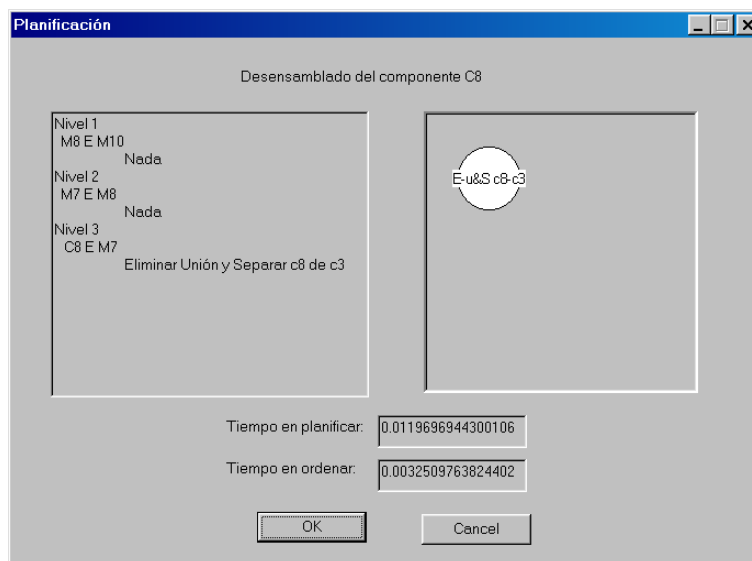 Planificación
Desensamblado del componente C8
Nivel 1
M8 E M10
Nada
Nivel 2
M7 E M8
Nada
Nivel 3
C8 E M7
Eliminar Unión y Separar c8 de c3
E-u&S c8-c3
Tiempo en planificar: 0.0119696944300106
Tiempo en ordenar: 0.0032509763824402
OK Cancel